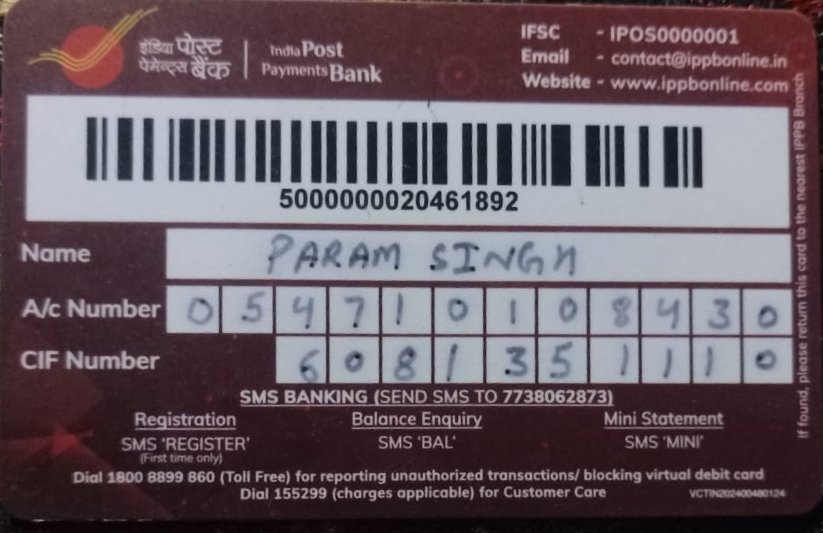 इंडिया पोस्ट पेमेन्ट्स बैंक
India Post Payments Bank
IFSC - IPOS0000001
Email - contact@ippbonline.in
Website - www.ippbonline.com
5000000020461892
Name PARAM SINGH
A/c Number 054710108430
CIF Number 6081351110
SMS BANKING (SEND SMS TO 7738062873)
Registration Balance Enquiry Mini Statement
SMS 'REGISTER' SMS 'BAL' SMS 'MINI'
(First time only)
Dial 1800 8899 860 (Toll Free) for reporting unauthorized transactions/ blocking virtual debit card
Dial 155299 (charges applicable) for Customer Care
VCTIN202400480124
If found, please return this card to the nearest IPPB Branch